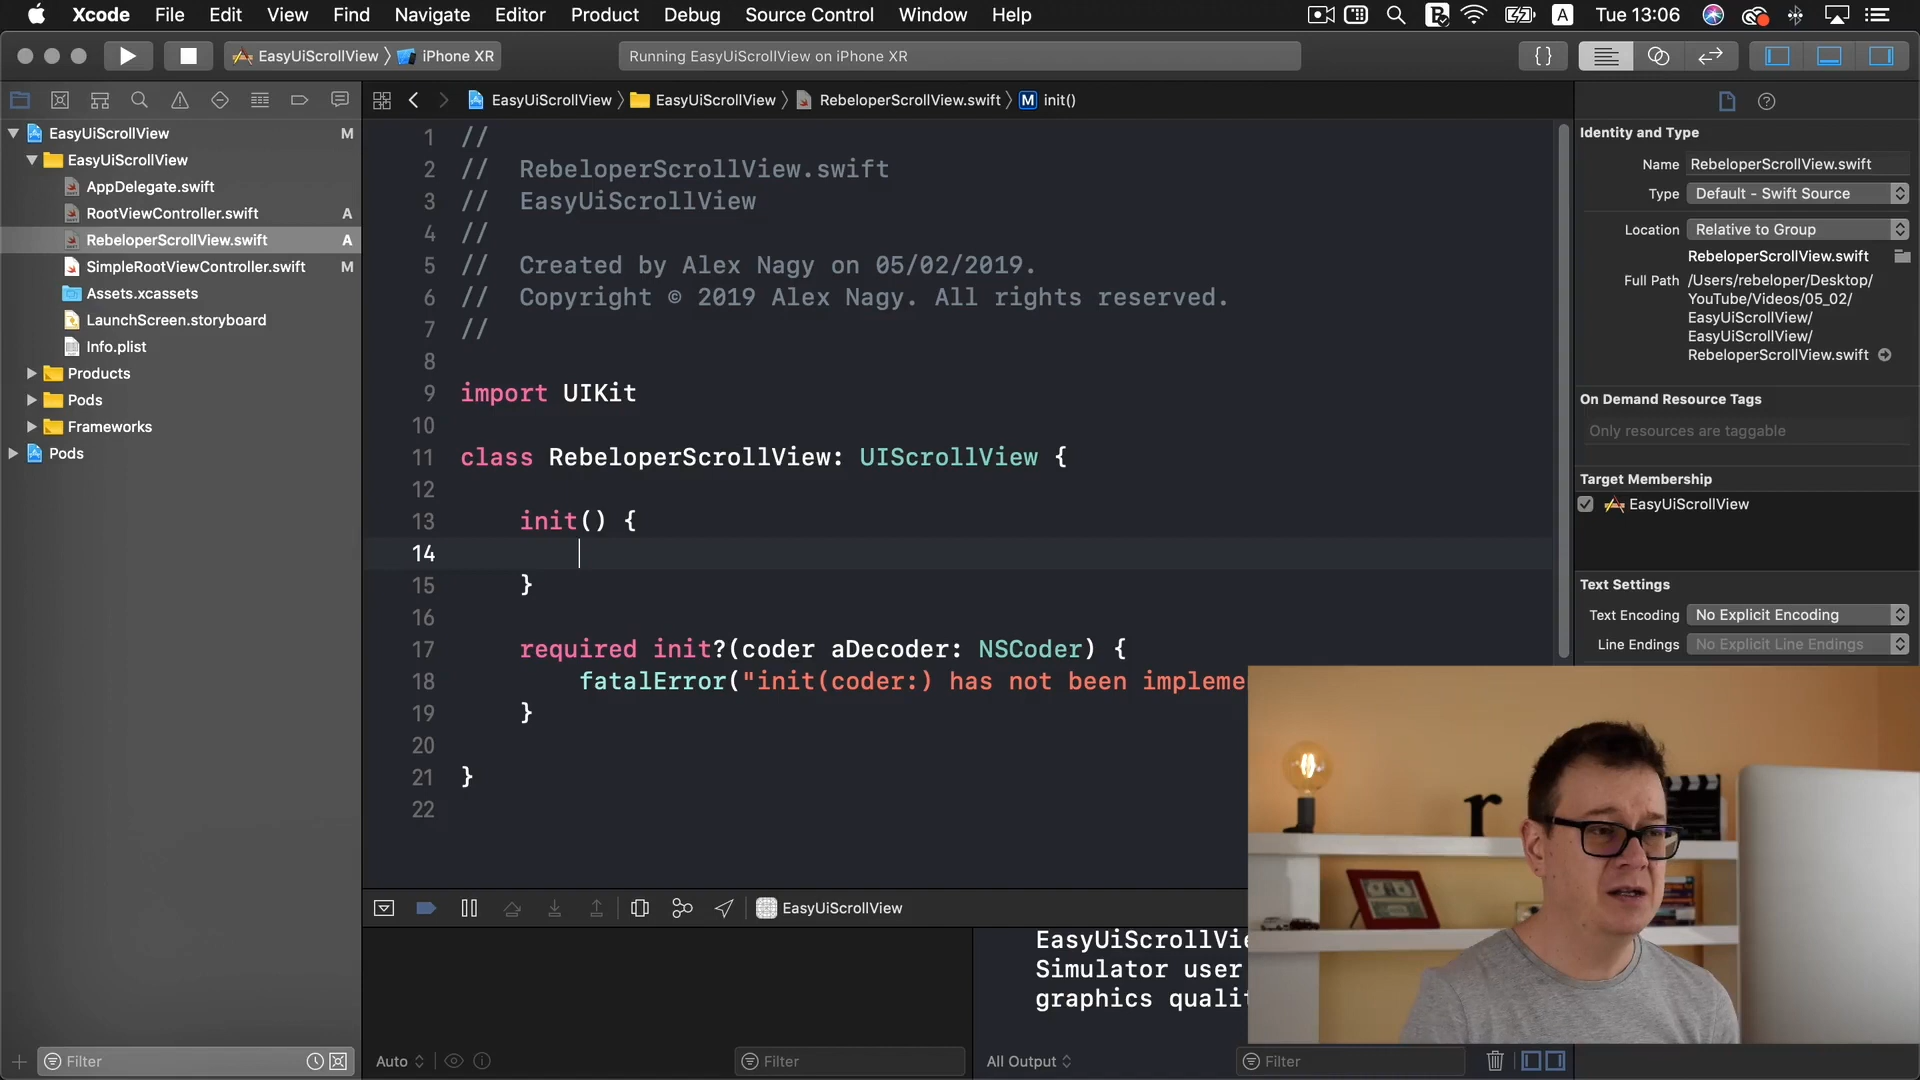 Xcode File Edit View Find Navigate Editor Product Debug Source Control Window Help A Tue 13:06
EasyUiScrollView iPhone XR Running EasyUiScrollView on iPhone XR {}
EasyUiScrollView EasyUiScrollView RebeloperScrollView.swift M init()
EasyUiScrollView M
EasyUiScrollView
AppDelegate.swift
RootViewController.swift A
RebeloperScrollView.swift A
SimpleRootViewController.swift M
Assets.xcassets
LaunchScreen.storyboard
Info.plist
Products
Pods
Frameworks
Pods
Filter
1 //
2 // RebeloperScrollView.swift
3 // EasyUiScrollView
4 //
5 // Created by Alex Nagy on 05/02/2019.
6 // Copyright © 2019 Alex Nagy. All rights reserved.
7 //
8
9 import UIKit
10
11 class RebeloperScrollView: UIScrollView {
12
13 init() {
14
15 }
16
17 required init?(coder aDecoder: NSCoder) {
18 fatalError("init(coder:) has not been impleme
19 }
20
21 }
22
EasyUiScrollView
EasyUiScrollVie
Simulator user
graphics quali
Auto Filter All Output Filter
Identity and Type
Name RebeloperScrollView.swift
Type Default - Swift Source
Location Relative to Group
RebeloperScrollView.swift
Full Path /Users/rebeloper/Desktop/
YouTube/Videos/05_02/
EasyUiScrollView/
EasyUiScrollView/
RebeloperScrollView.swift
On Demand Resource Tags
Only resources are taggable
Target Membership
EasyUiScrollView
Text Settings
Text Encoding No Explicit Encoding
Line Endings No Explicit Line Endings
r